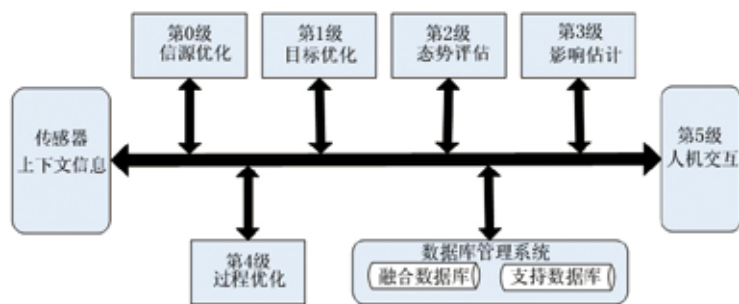 第0级
信源优化
第1级
目标优化
第2级
态势评估
第3级
影响估计
传感器
上下文信息
第5级
人机交互
第4级
过程优化
数据库管理系统
融合数据库
支持数据库